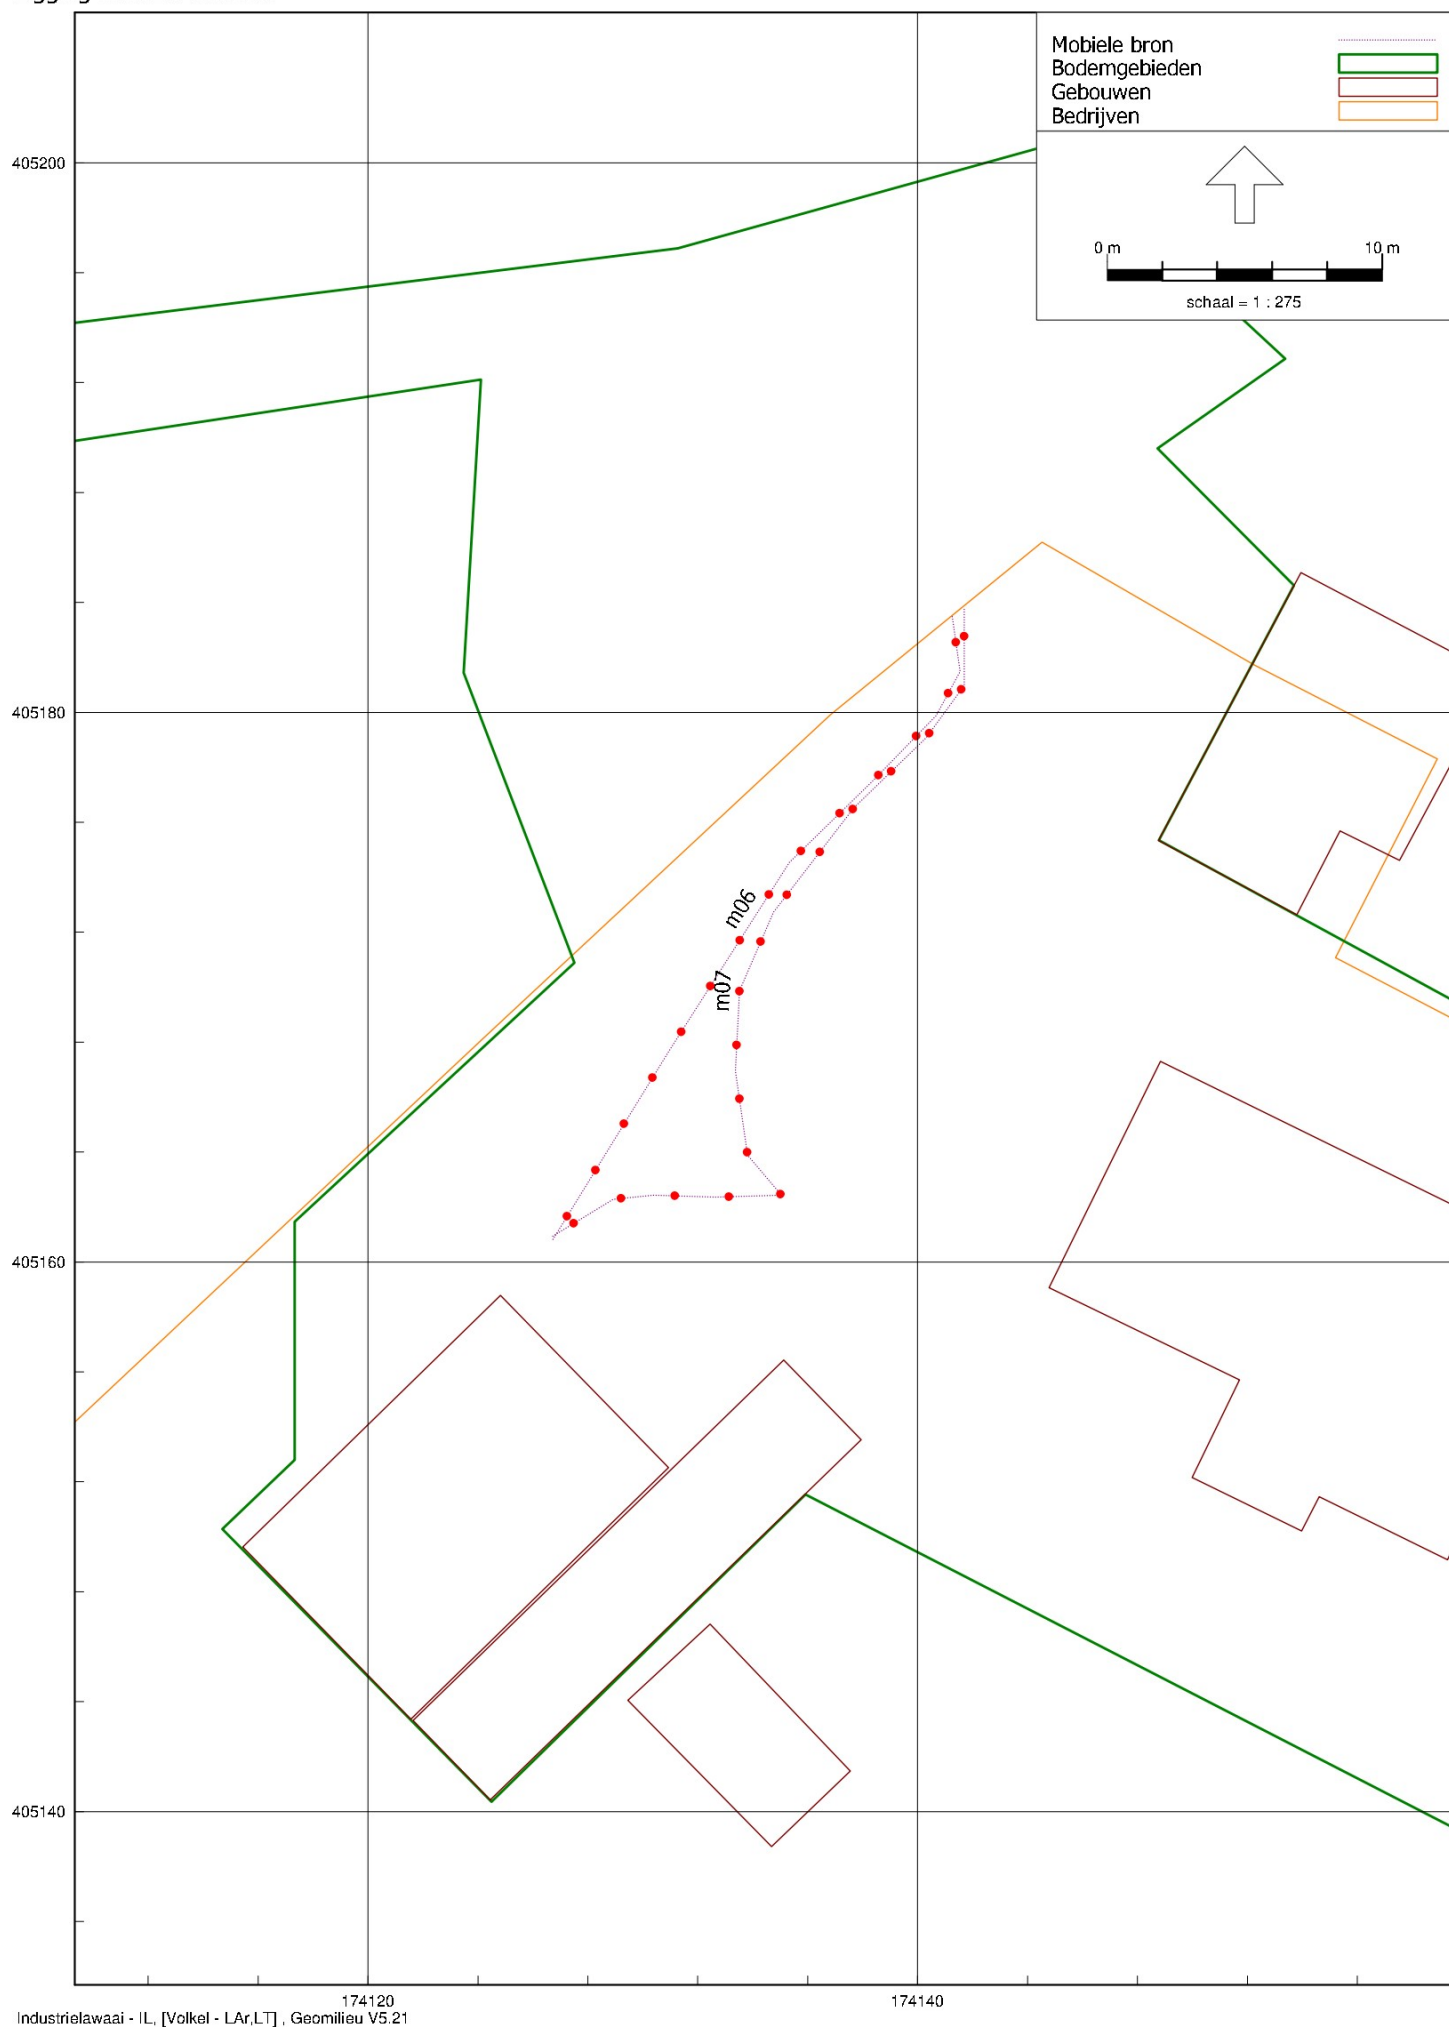 Mobiele bron
Bodemgebieden
Gebouwen
Bedrijven
0 m 10 m
schaal = 1 : 275
405200
405180
m06
m07
405160
405140
174120 174140
Industrielawaai - IL, [Volkel - LAr,LT] , Geomilieu V5.21